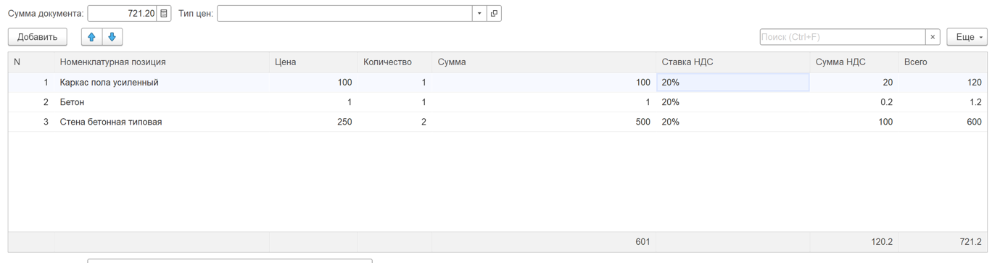 Сумма документа: 721.20 Тип цен:
Добавить Поиск (Ctrl+F) × Еще
N Номенклатурная позиция Цена Количество Сумма Ставка НДС Сумма НДС Всего
1 Каркас пола усиленный 100 1 100 20% 20 120
2 Бетон 1 1 1 20% 0.2 1.2
3 Стена бетонная типовая 250 2 500 20% 100 600
601 120.2 721.2